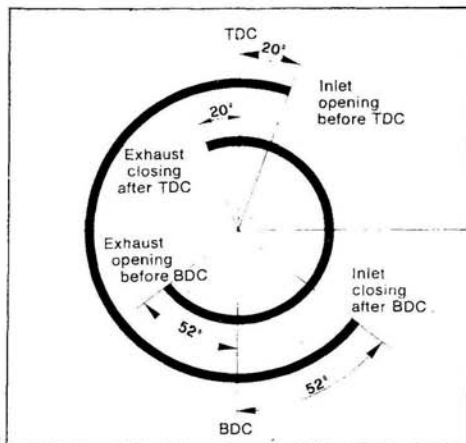 TDC
20°
Inlet
opening
before TDC
20°
Exhaust
closing
after TDC
Exhaust
opening
before BDC
Inlet
closing
after BDC
52°
52°
BDC